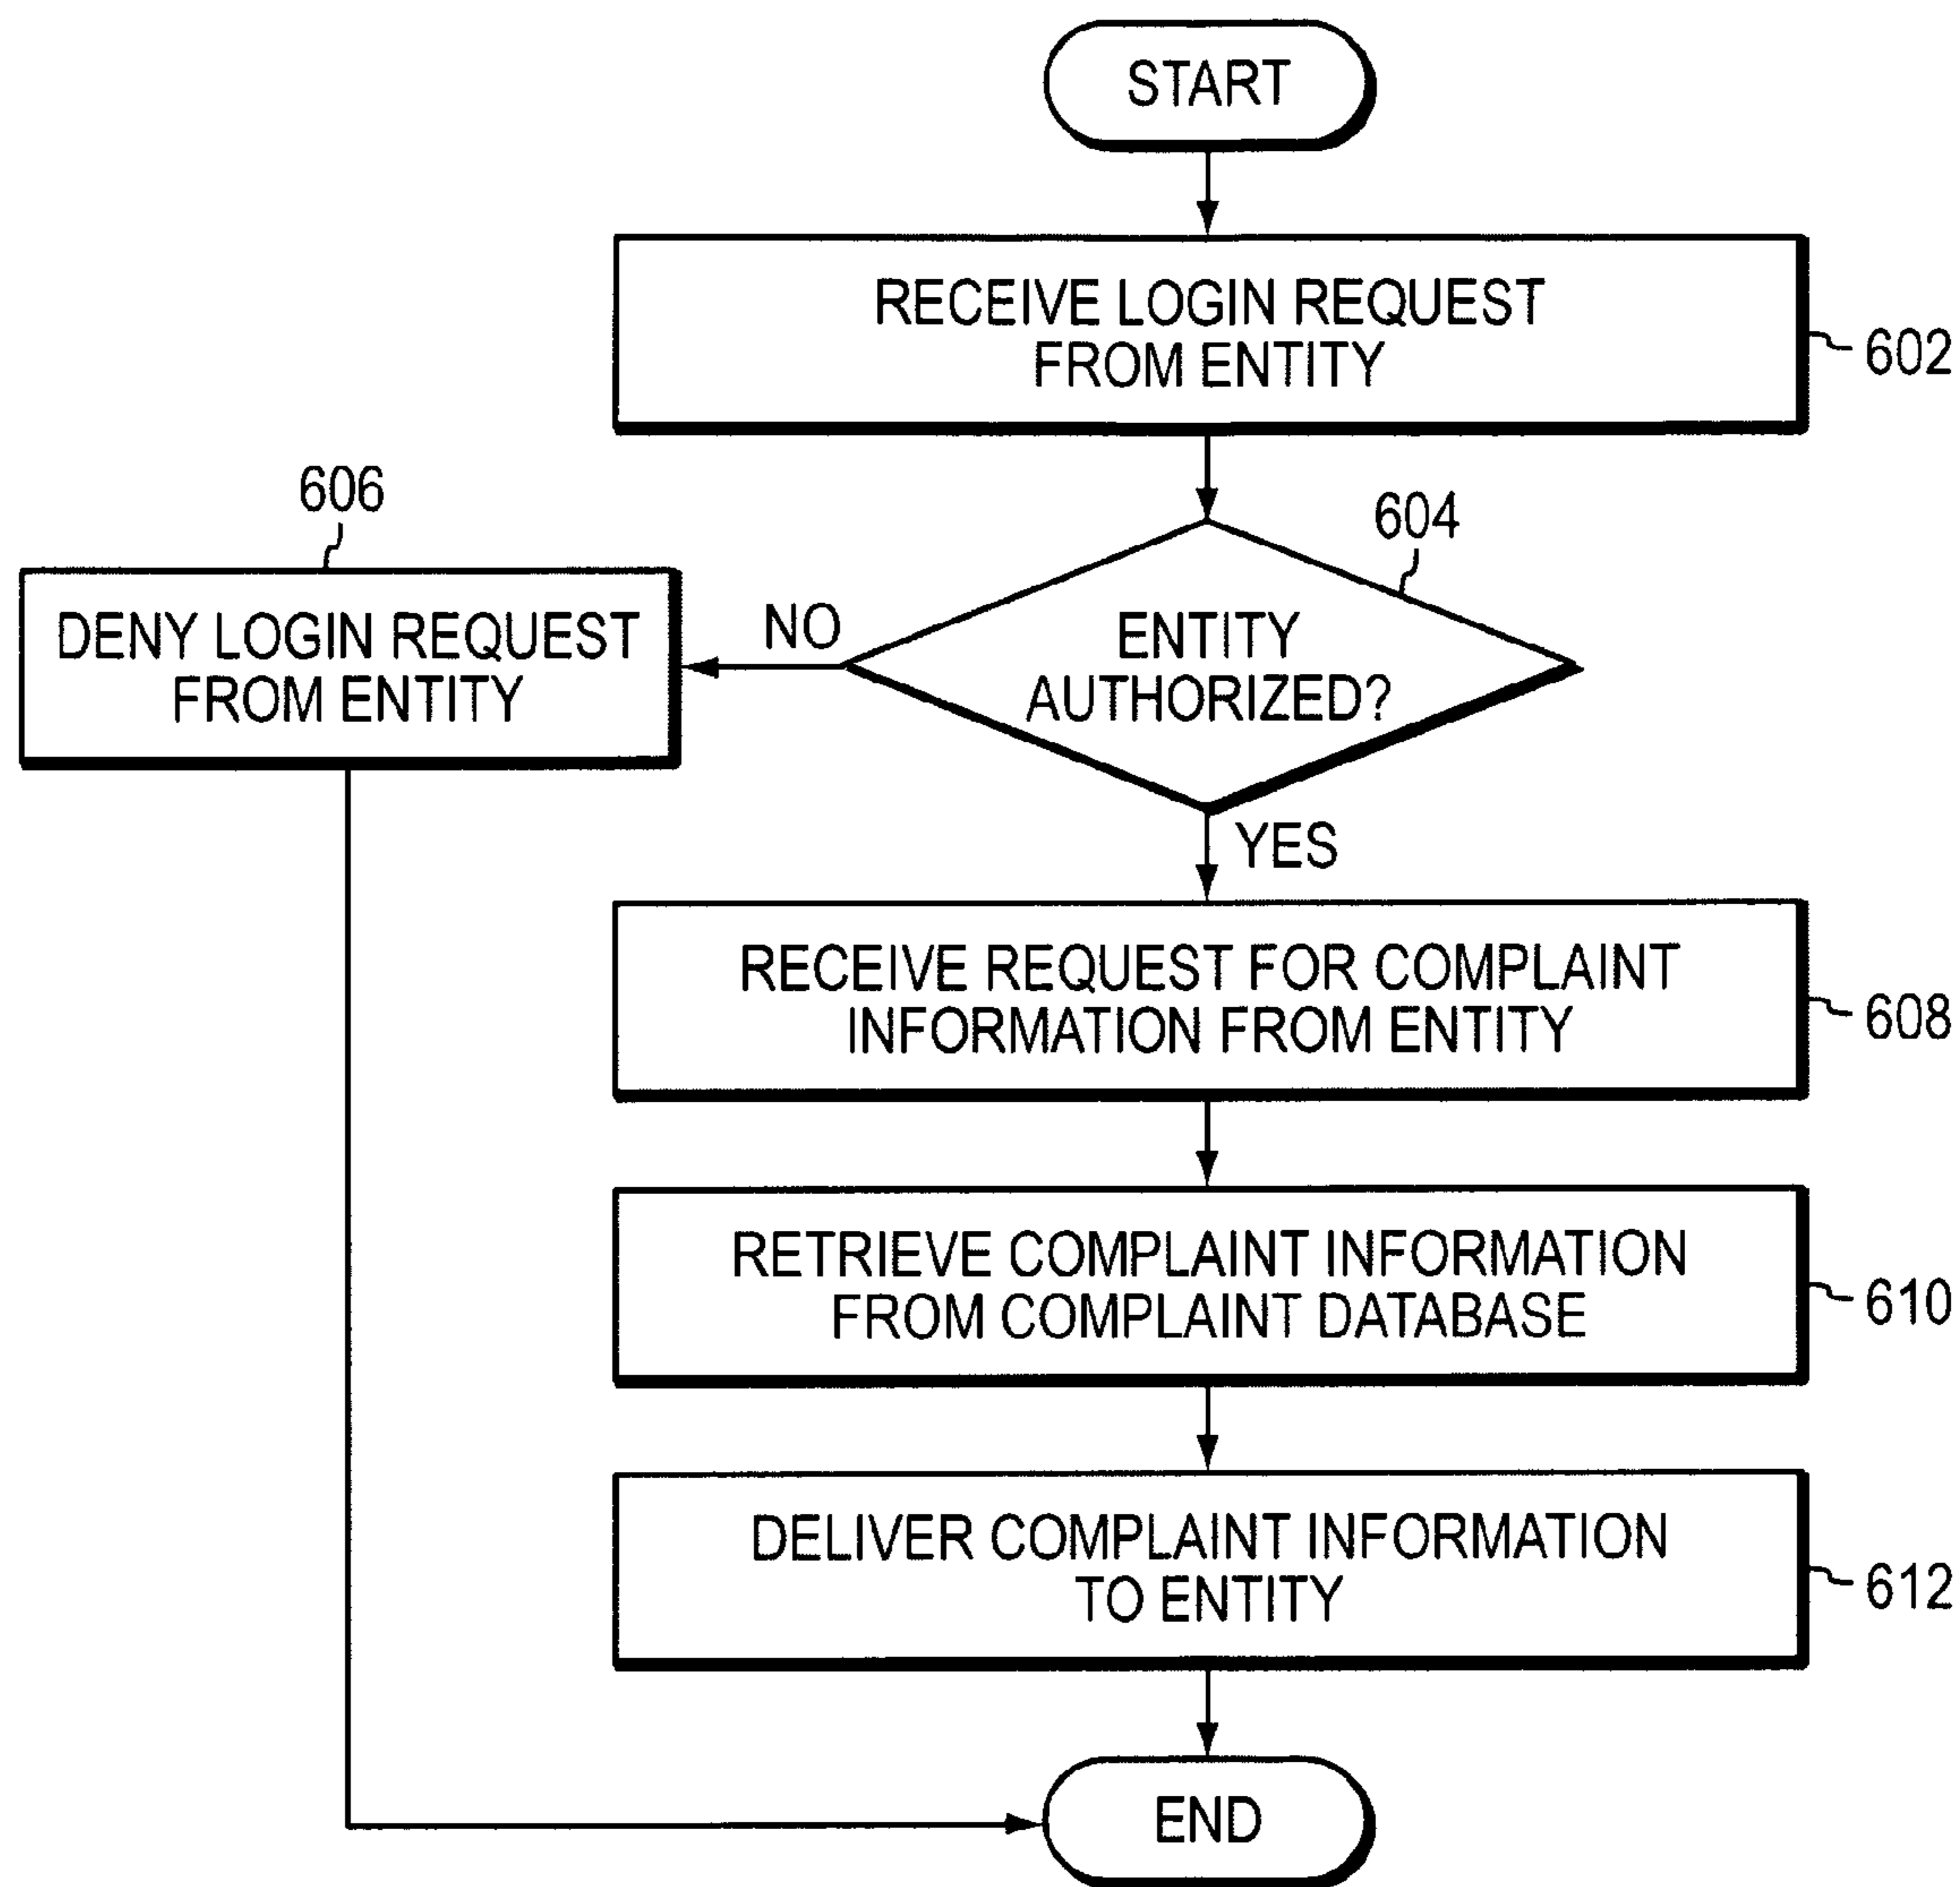 START
RECEIVE LOGIN REQUEST
FROM ENTITY
602
606
604
DENY LOGIN REQUEST
FROM ENTITY
NO
ENTITY
AUTHORIZED?
YES
RECEIVE REQUEST FOR COMPLAINT
INFORMATION FROM ENTITY
608
RETRIEVE COMPLAINT INFORMATION
FROM COMPLAINT DATABASE
610
DELIVER COMPLAINT INFORMATION
TO ENTITY
612
END